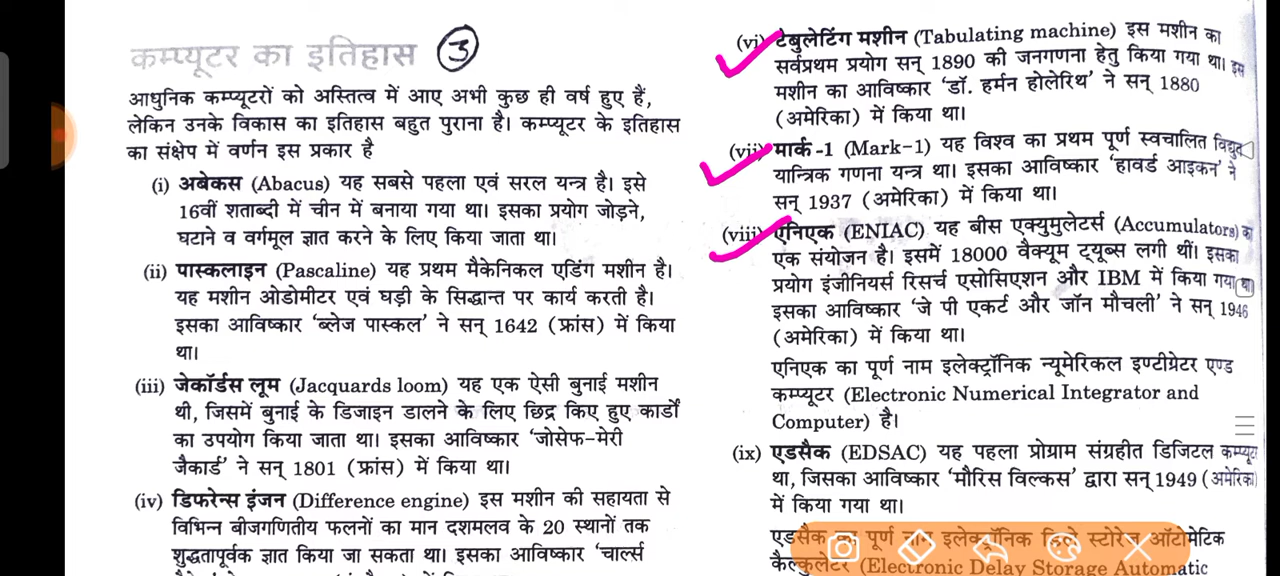 कम्प्यूटर का इतिहास 3
आधुनिक कम्प्यूटरों को अस्तित्व में आए अभी कुछ ही वर्ष हुए हैं,
लेकिन उनके विकास का इतिहास बहुत पुराना है। कम्प्यूटर के इतिहास
का संक्षेप में वर्णन इस प्रकार है
(i) अबेकस (Abacus) यह सबसे पहला एवं सरल यन्त्र है। इसे
16वीं शताब्दी में चीन में बनाया गया था। इसका प्रयोग जोड़ने,
घटाने व वर्गमूल ज्ञात करने के लिए किया जाता था।
(ii) पास्कलाइन (Pascaline) यह प्रथम मैकेनिकल एडिंग मशीन है।
यह मशीन ओडोमीटर एवं घड़ी के सिद्धान्त पर कार्य करती है।
इसका आविष्कार 'ब्लेज पास्कल' ने सन् 1642 (फ्रांस) में किया
था।
(iii) जेकॉर्डस लूम (Jacquards loom) यह एक ऐसी बुनाई मशीन
थी, जिसमें बुनाई के डिजाइन डालने के लिए छिद्र किए हुए कार्डों
का उपयोग किया जाता था। इसका आविष्कार 'जोसेफ-मेरी
जैकार्ड' ने सन् 1801 (फ्रांस) में किया था।
(iv) डिफरेन्स इंजन (Difference engine) इस मशीन की सहायता से
विभिन्न बीजगणितीय फलनों का मान दशमलव के 20 स्थानों तक
शुद्धतापूर्वक ज्ञात किया जा सकता था। इसका आविष्कार 'चार्ल्स
(vi) टैबुलेटिंग मशीन (Tabulating machine) इस मशीन का
सर्वप्रथम प्रयोग सन् 1890 की जनगणना हेतु किया गया था। इस
मशीन का आविष्कार 'डॉ. हर्मन होलेरिथ' ने सन् 1880
(अमेरिका) में किया था।
(vii) मार्क-1 (Mark-1) यह विश्व का प्रथम पूर्ण स्वचालित विद्युत
यान्त्रिक गणना यन्त्र था। इसका आविष्कार 'हावर्ड आइकन' ने
सन् 1937 (अमेरिका) में किया था।
(viii) एनिएक (ENIAC) यह बीस एक्युमुलेटर्स (Accumulators) का
एक संयोजन है। इसमें 18000 वैक्यूम ट्यूब्स लगी थीं। इसका
प्रयोग इंजीनियर्स रिसर्च एसोसिएशन और IBM में किया गया था
इसका आविष्कार 'जे पी एकर्ट और जॉन मौचली' ने सन् 1946
(अमेरिका) में किया था।
एनिएक का पूर्ण नाम इलेक्ट्रॉनिक न्यूमेरिकल इण्टीग्रेटर एण्ड
कम्प्यूटर (Electronic Numerical Integrator and
Computer) है।
(ix) एडसैक (EDSAC) यह पहला प्रोग्राम संग्रहीत डिजिटल कम्प्यूटर
था, जिसका आविष्कार 'मौरिस विल्कस' द्वारा सन् 1949 (अमेरिका)
में किया गया था।
एडसैक का पूर्ण नाम इलेक्ट्रॉनिक डिले स्टोरेज ऑटोमेटिक
कैल्कुलेटर (Electronic Delay Storage Automatic